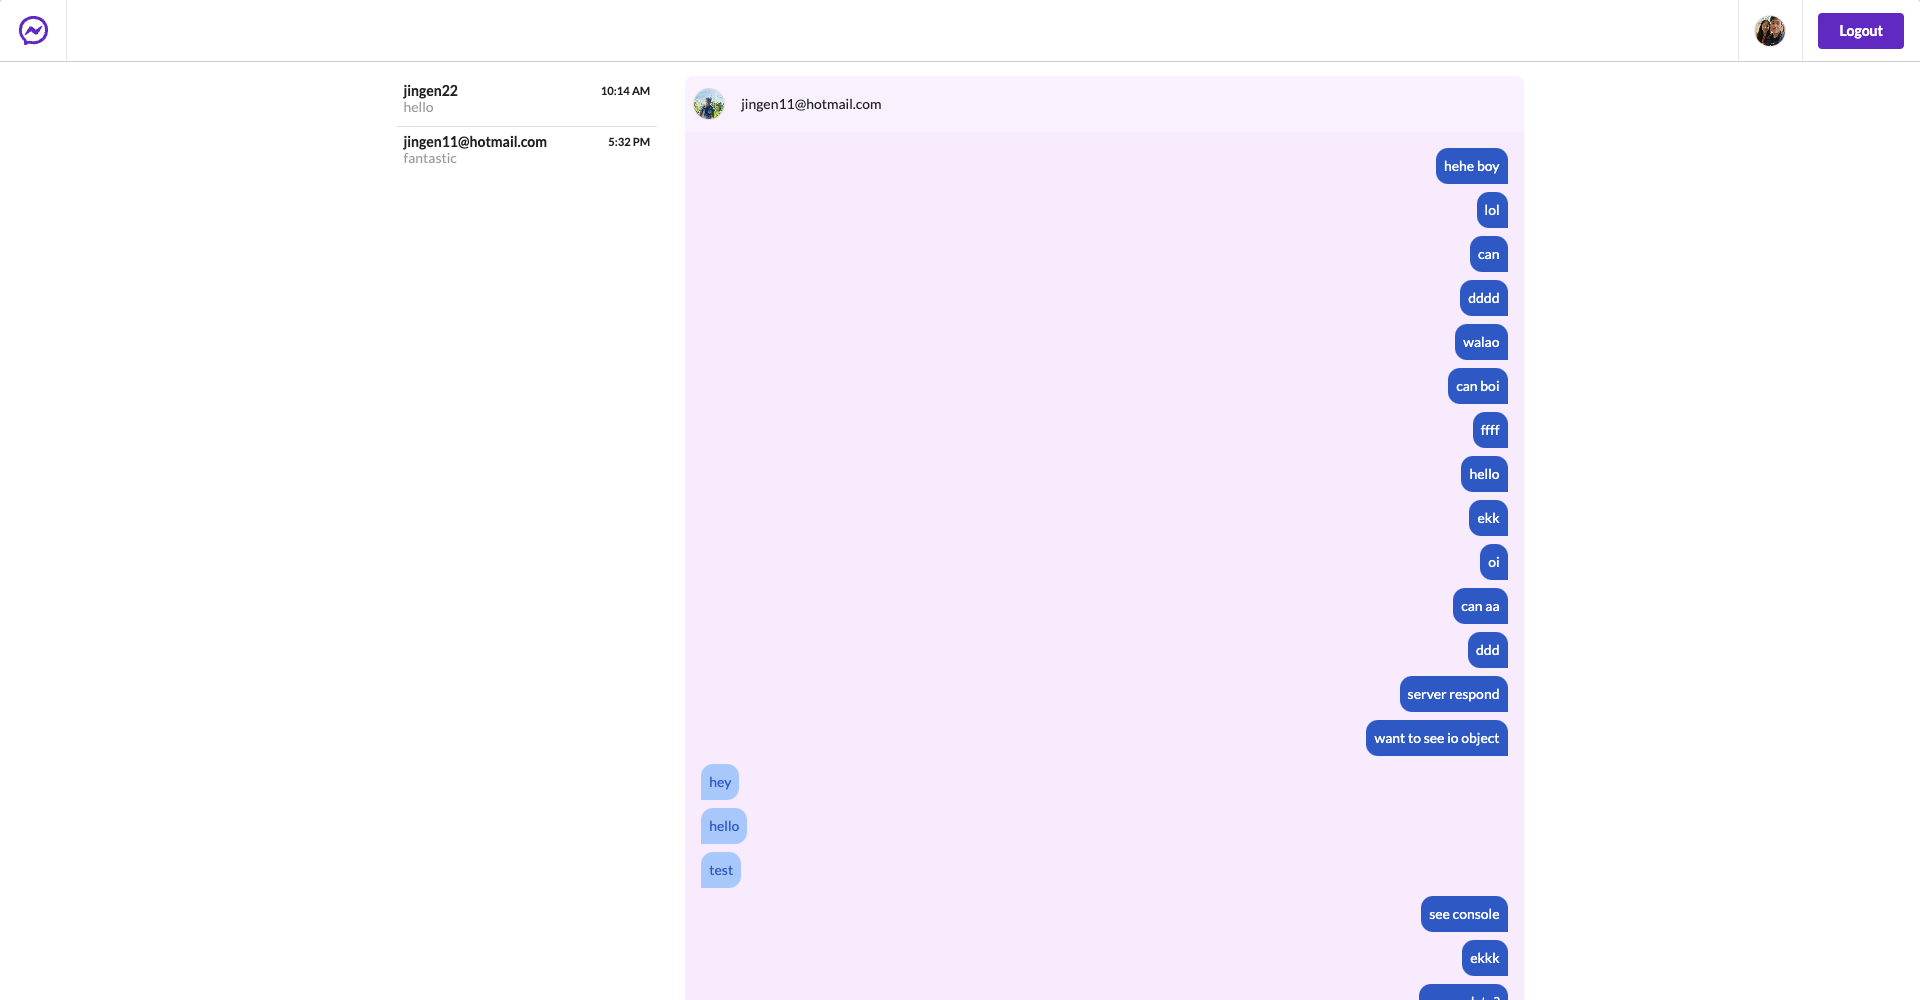 Logout
jingen22
10:14 AM
hello
jingen11@hotmail.com
5:32 PM
fantastic
jingen11@hotmail.com
hehe boy
lol
can
dddd
walao
can boi
ffff
hello
ekk
oi
can aa
ddd
server respond
want to see io object
hey
hello
test
see console
ekkk